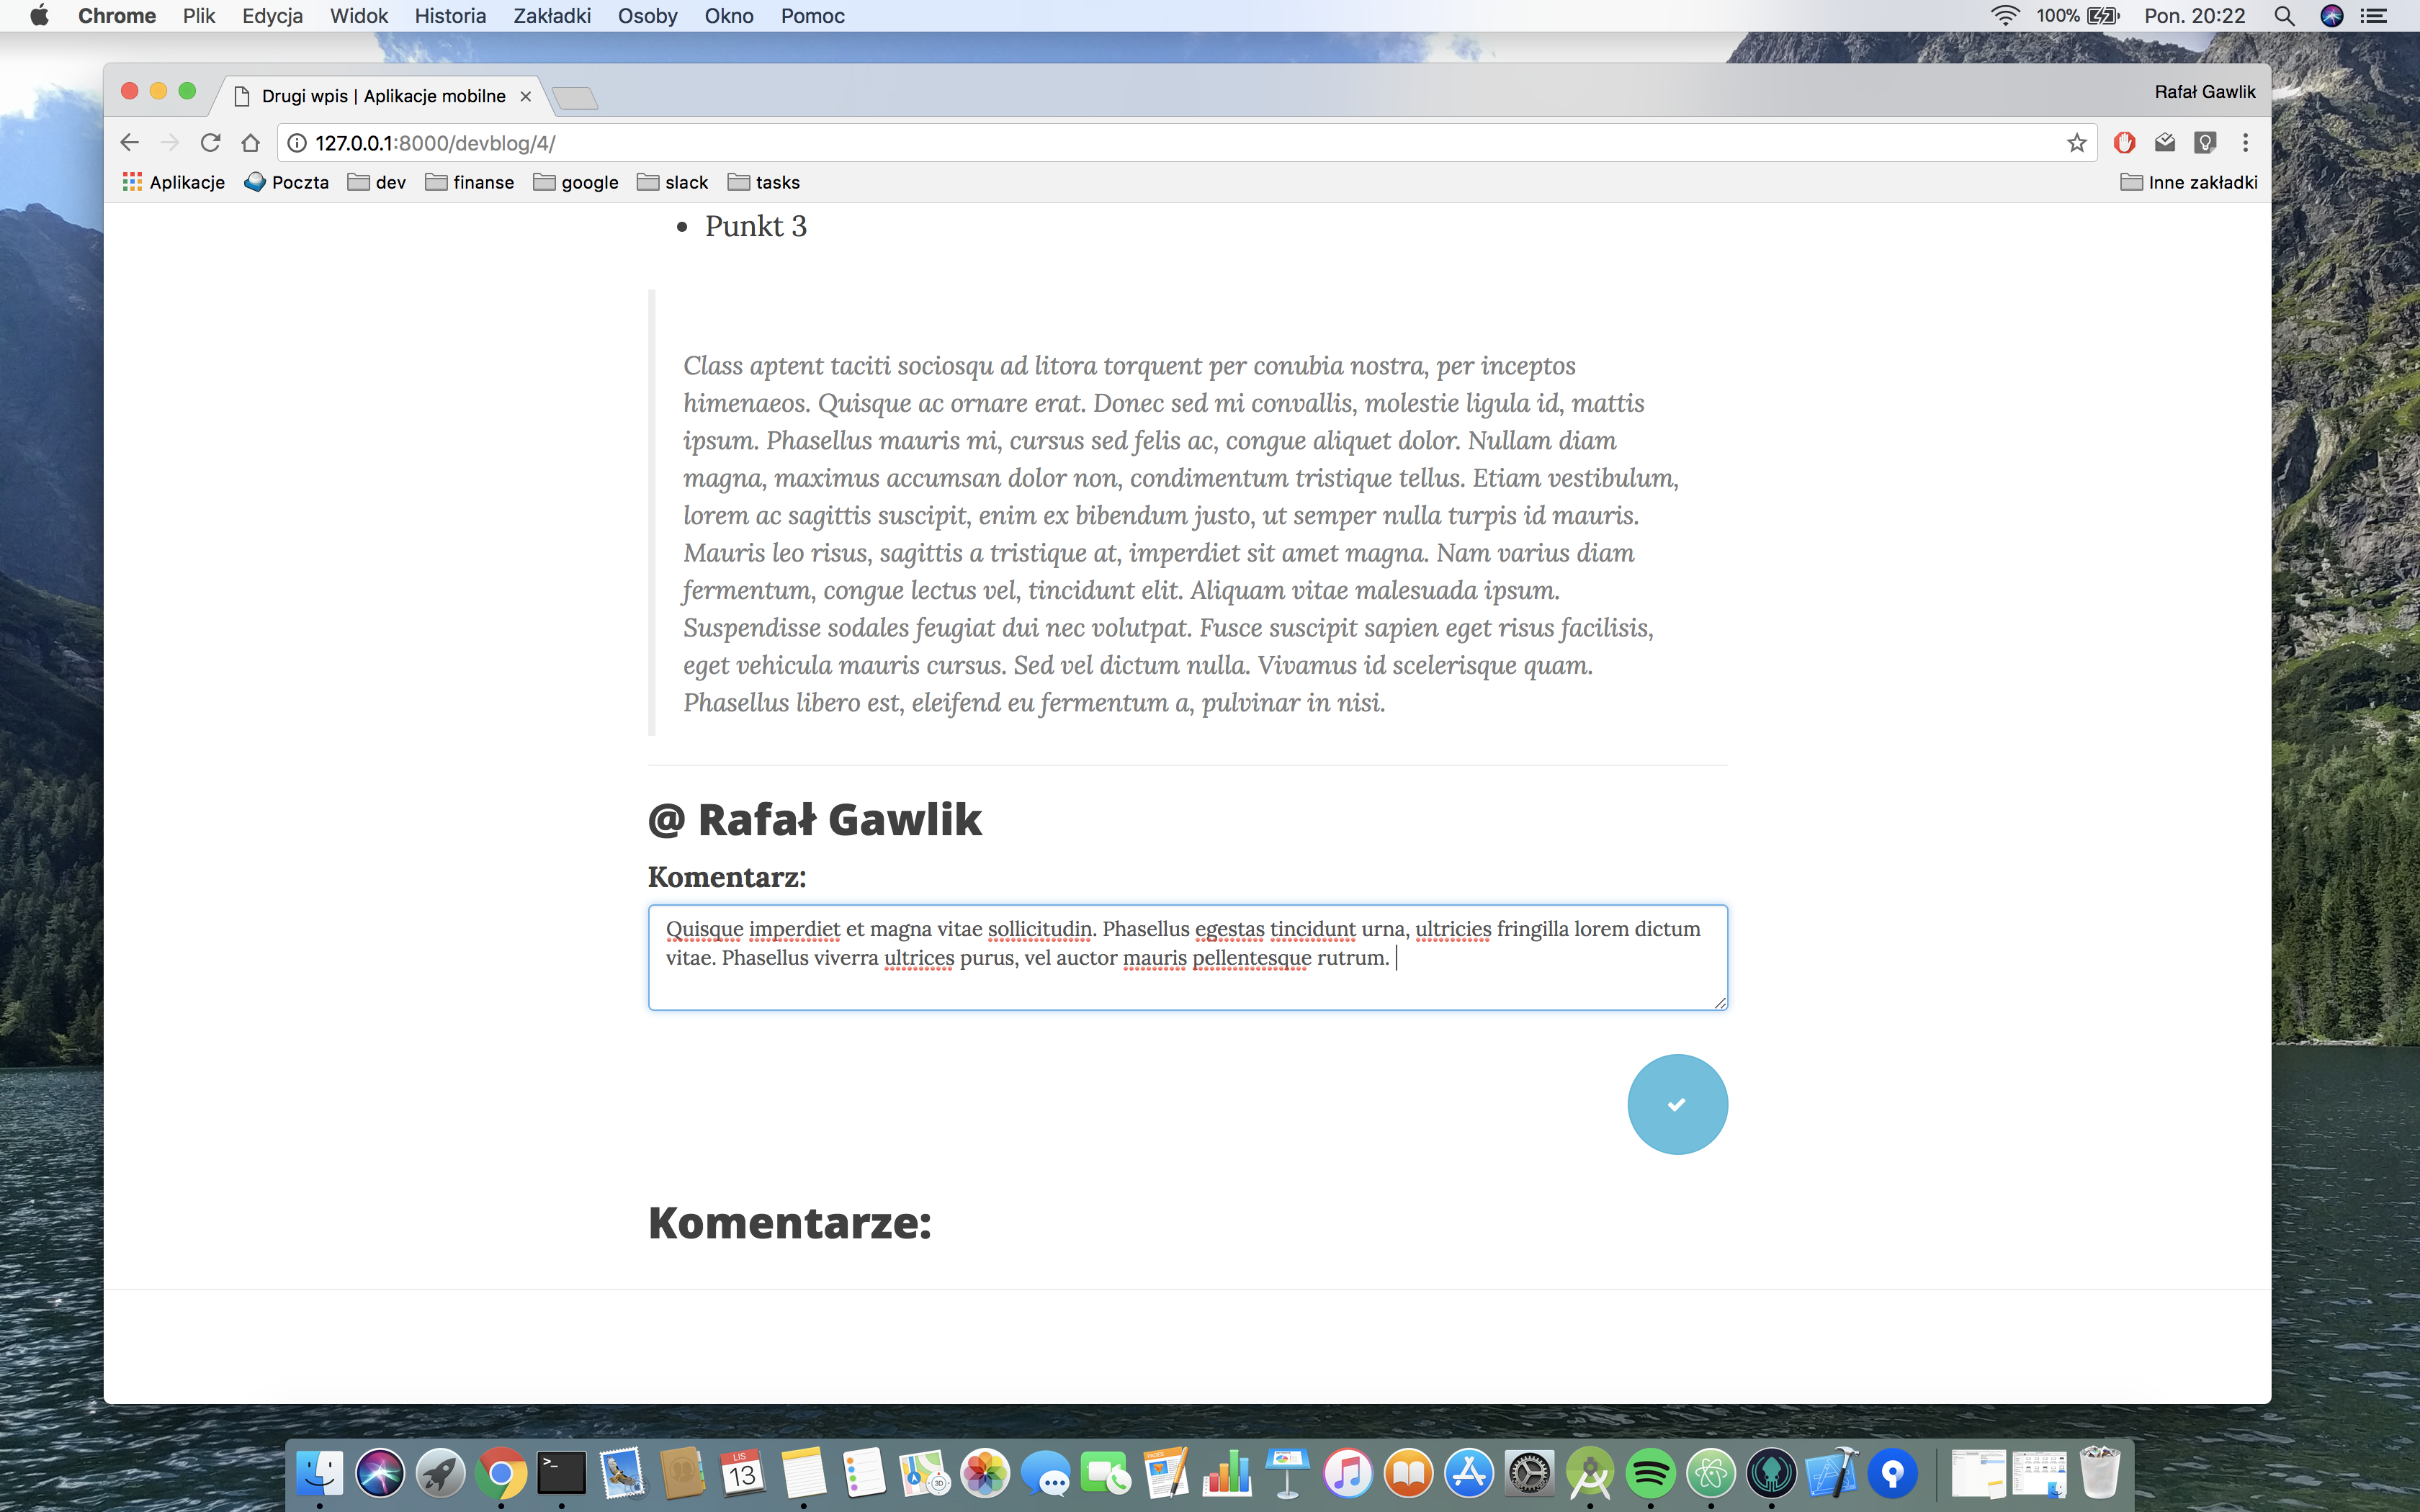 Chrome Plik Edycja Widok Historia Zakładki Osoby Okno Pomoc 100% Pon. 20:22
Drugi wpis | Aplikacje mobilne Rafał Gawlik
127.0.0.1:8000/devblog/4/
Aplikacje Poczta dev finanse google slack tasks Inne zakładki
Punkt 3
Class aptent taciti sociosqu ad litora torquent per conubia nostra, per inceptos
himenaeos. Quisque ac ornare erat. Donec sed mi convallis, molestie ligula id, mattis
ipsum. Phasellus mauris mi, cursus sed felis ac, congue aliquet dolor. Nullam diam
magna, maximus accumsan dolor non, condimentum tristique tellus. Etiam vestibulum,
lorem ac sagittis suscipit, enim ex bibendum justo, ut semper nulla turpis id mauris.
Mauris leo risus, sagittis a tristique at, imperdiet sit amet magna. Nam varius diam
fermentum, congue lectus vel, tincidunt elit. Aliquam vitae malesuada ipsum.
Suspendisse sodales feugiat dui nec volutpat. Fusce suscipit sapien eget risus facilisis,
eget vehicula mauris cursus. Sed vel dictum nulla. Vivamus id scelerisque quam.
Phasellus libero est, eleifend eu fermentum a, pulvinar in nisi.
@ Rafał Gawlik
Komentarz:
Quisque imperdiet et magna vitae sollicitudin. Phasellus egestas tincidunt urna, ultricies fringilla lorem dictum
vitae. Phasellus viverra ultrices purus, vel auctor mauris pellentesque rutrum.
Komentarze:
LIS
13
3D
PAGES